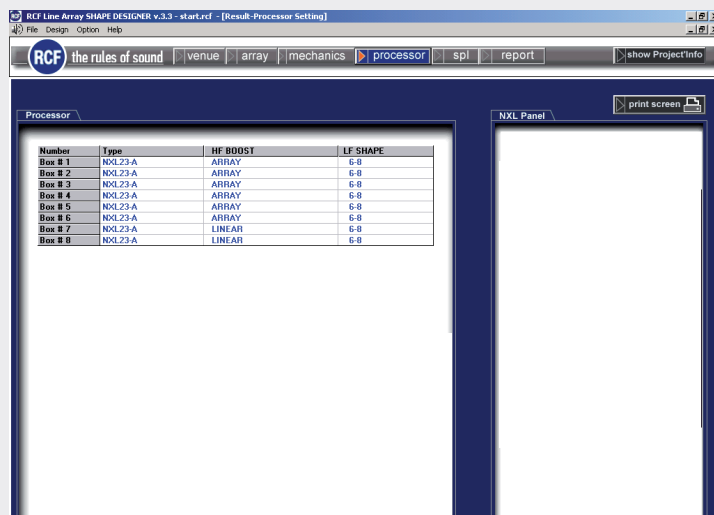 RCF Line Array SHAPE DESIGNER v.3.3 - start.rcf - [Result-Processor Setting]
File Design Option Help
RCF the rules of sound venue array mechanics processor spl report show Project'Info
print screen
Processor
NXL Panel
Number Type HF BOOST LF SHAPE
Box # 1 NXL23-A ARRAY 6-8
Box # 2 NXL23-A ARRAY 6-8
Box # 3 NXL23-A ARRAY 6-8
Box # 4 NXL23-A ARRAY 6-8
Box # 5 NXL23-A ARRAY 6-8
Box # 6 NXL23-A ARRAY 6-8
Box # 7 NXL23-A LINEAR 6-8
Box # 8 NXL23-A LINEAR 6-8